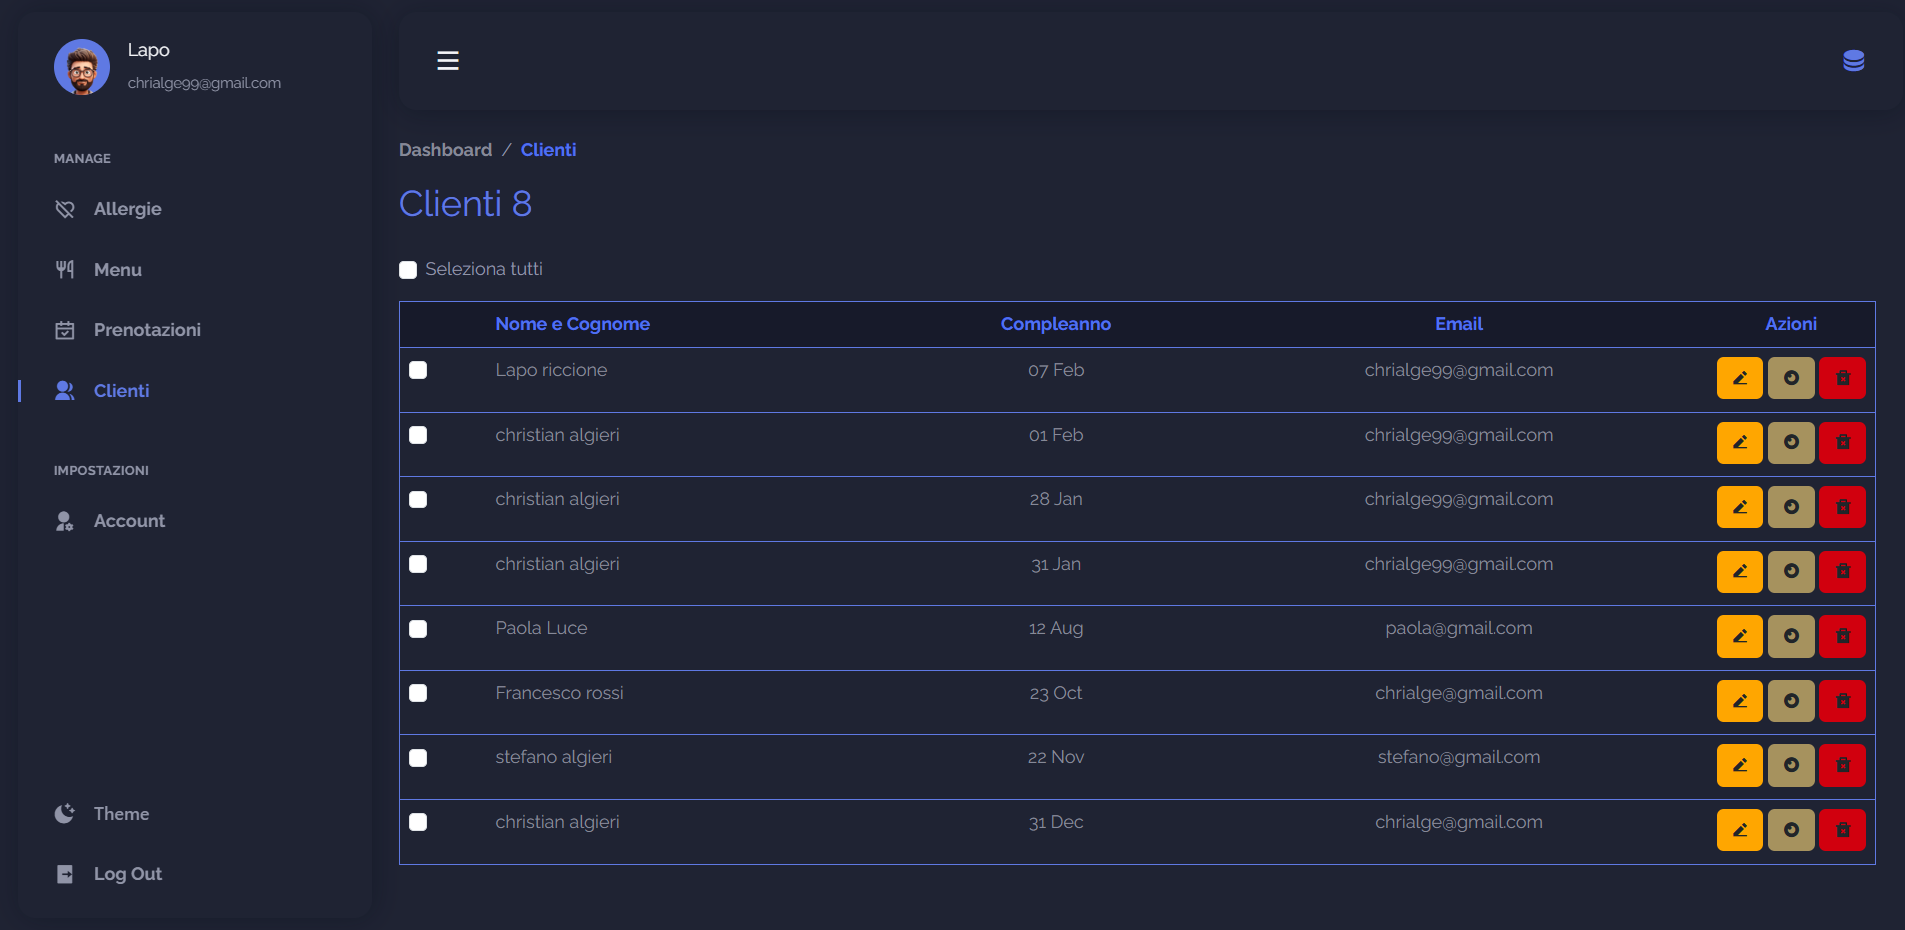 Lapo
chrialge99@gmail.com
MANAGE
Allergie
Menu
Prenotazioni
Clienti
IMPOSTAZIONI
Account
Theme
Log Out
Dashboard / Clienti
Clienti 8
Seleziona tutti
Nome e Cognome Compleanno Email Azioni
Lapo riccione 07 Feb chrialge99@gmail.com
christian algieri 01 Feb chrialge99@gmail.com
christian algieri 28 Jan chrialge99@gmail.com
christian algieri 31 Jan chrialge99@gmail.com
Paola Luce 12 Aug paola@gmail.com
Francesco rossi 23 Oct chrialge@gmail.com
stefano algieri 22 Nov stefano@gmail.com
christian algieri 31 Dec chrialge@gmail.com